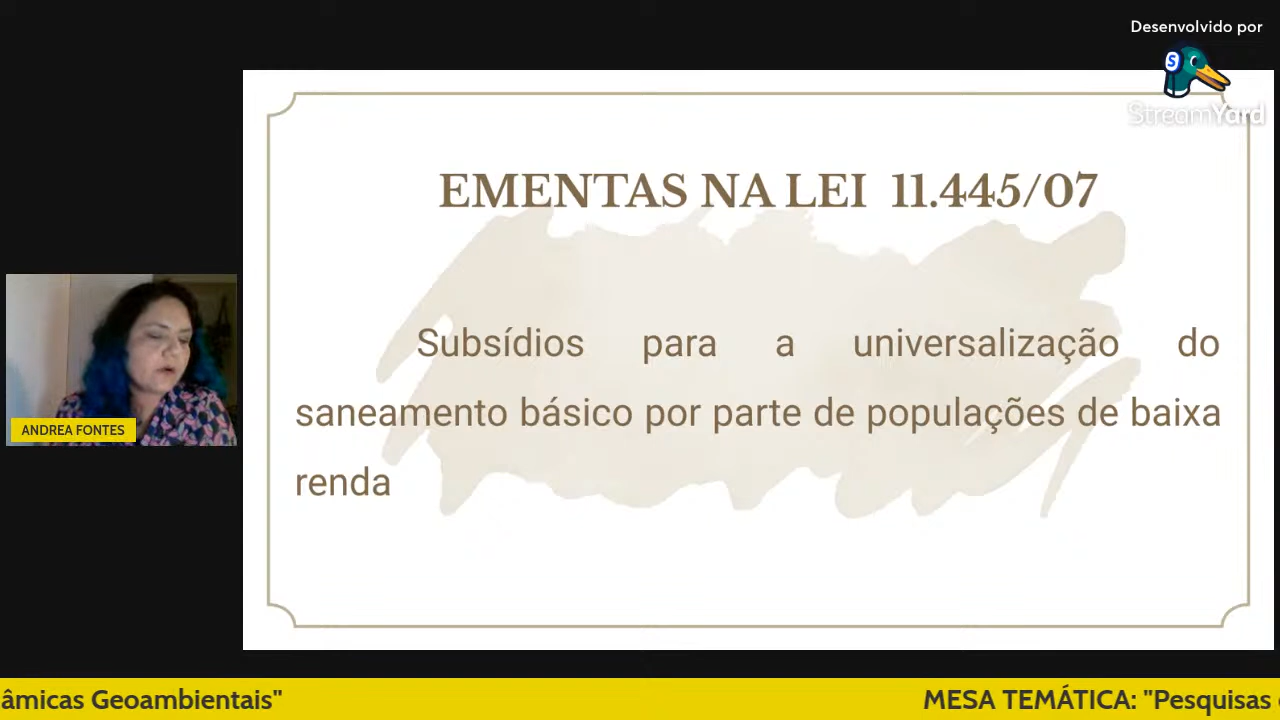 Desenvolvido por
StreamYard
EMENTAS NA LEI 11.445/07
Subsídios para a universalização do
saneamento básico por parte de populações de baixa
renda
ANDREA FONTES
âmicas Geoambientais"
MESA TEMÁTICA: "Pesquisas